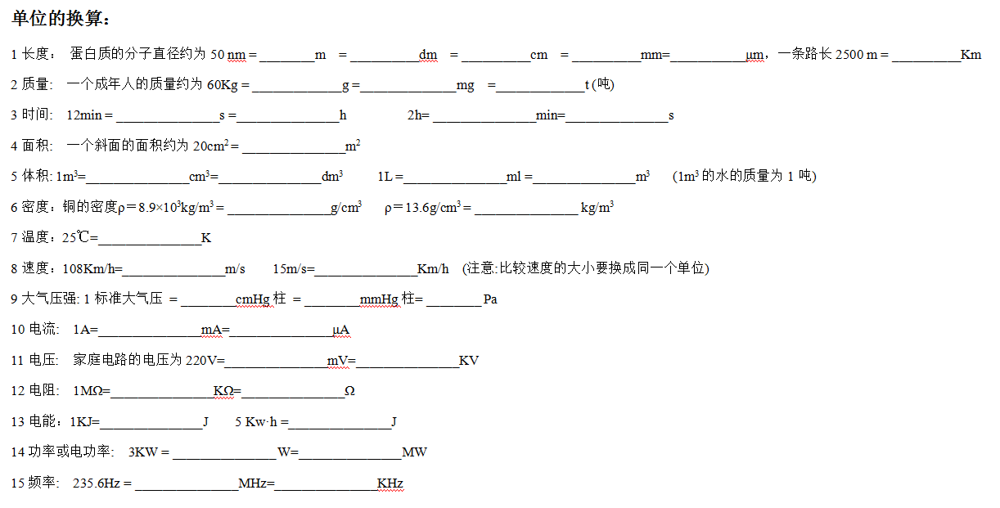 单位的换算：
1 长度： 蛋白质的分子直径约为 50 nm = ________m = __________dm = __________cm = __________mm=___________μm，一条路长 2500 m = __________Km
2 质量: 一个成年人的质量约为 60Kg = _____________g =______________mg =_____________t (吨)
3 时间: 12min = _______________s =_______________h 2h= _______________min=_______________s
4 面积: 一个斜面的面积约为 20cm² = _______________m²
5 体积: 1m³=_______________cm³=_______________dm³ 1L =_______________ml =_______________m³ (1m³ 的水的质量为 1 吨)
6 密度：铜的密度ρ＝8.9×10³kg/m³ = _______________g/cm³ ρ＝13.6g/cm³ = _______________ kg/m³
7 温度：25℃=_______________K
8 速度：108Km/h=_______________m/s 15m/s=_______________Km/h (注意:比较速度的大小要换成同一个单位)
9 大气压强: 1 标准大气压 = ________cmHg 柱 = ________mmHg 柱= ________ Pa
10 电流: 1A=_______________mA=_______________μA
11 电压: 家庭电路的电压为 220V=_______________mV=_______________KV
12 电阻: 1MΩ=_______________KΩ=_______________Ω
13 电能：1KJ=_______________J 5 Kw·h =_______________J
14 功率或电功率: 3KW = _______________ W=_______________MW
15 频率: 235.6Hz = _______________MHz=_______________KHz